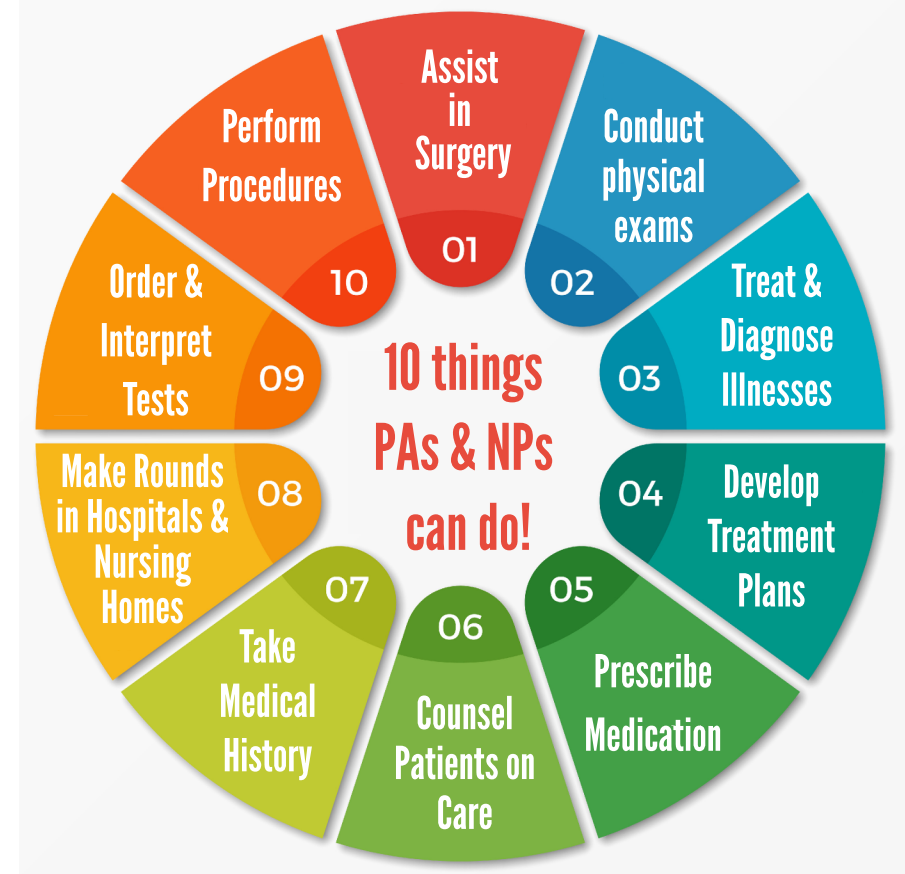 10 things
PAs & NPs
can do!
01
Assist
in
Surgery
02
Conduct
physical
exams
03
Treat &
Diagnose
Illnesses
04
Develop
Treatment
Plans
05
Prescribe
Medication
06
Counsel
Patients on
Care
07
Take
Medical
History
08
Make Rounds
in Hospitals &
Nursing
Homes
09
Order &
Interpret
Tests
10
Perform
Procedures